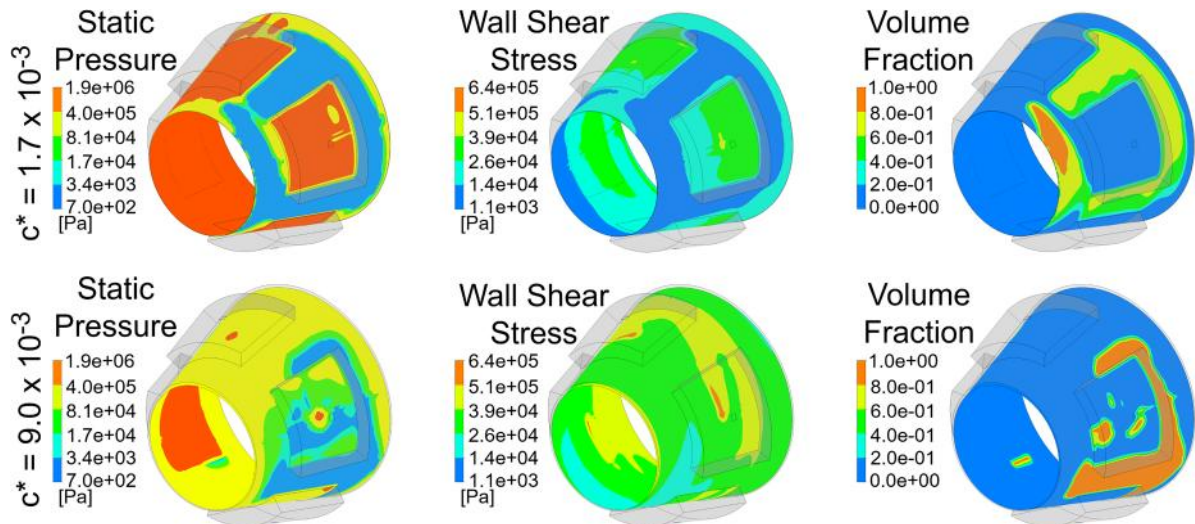 c* = 1.7 x 10-3
Static
Pressure
1.9e+06
4.0e+05
8.1e+04
1.7e+04
3.4e+03
7.0e+02
[Pa]
Wall Shear
Stress
6.4e+05
5.1e+05
3.9e+04
2.6e+04
1.4e+04
1.1e+03
[Pa]
Volume
Fraction
1.0e+00
8.0e-01
6.0e-01
4.0e-01
2.0e-01
0.0e+00
c* = 9.0 x 10-3
Static
Pressure
1.9e+06
4.0e+05
8.1e+04
1.7e+04
3.4e+03
7.0e+02
[Pa]
Wall Shear
Stress
6.4e+05
5.1e+05
3.9e+04
2.6e+04
1.4e+04
1.1e+03
[Pa]
Volume
Fraction
1.0e+00
8.0e-01
6.0e-01
4.0e-01
2.0e-01
0.0e+00